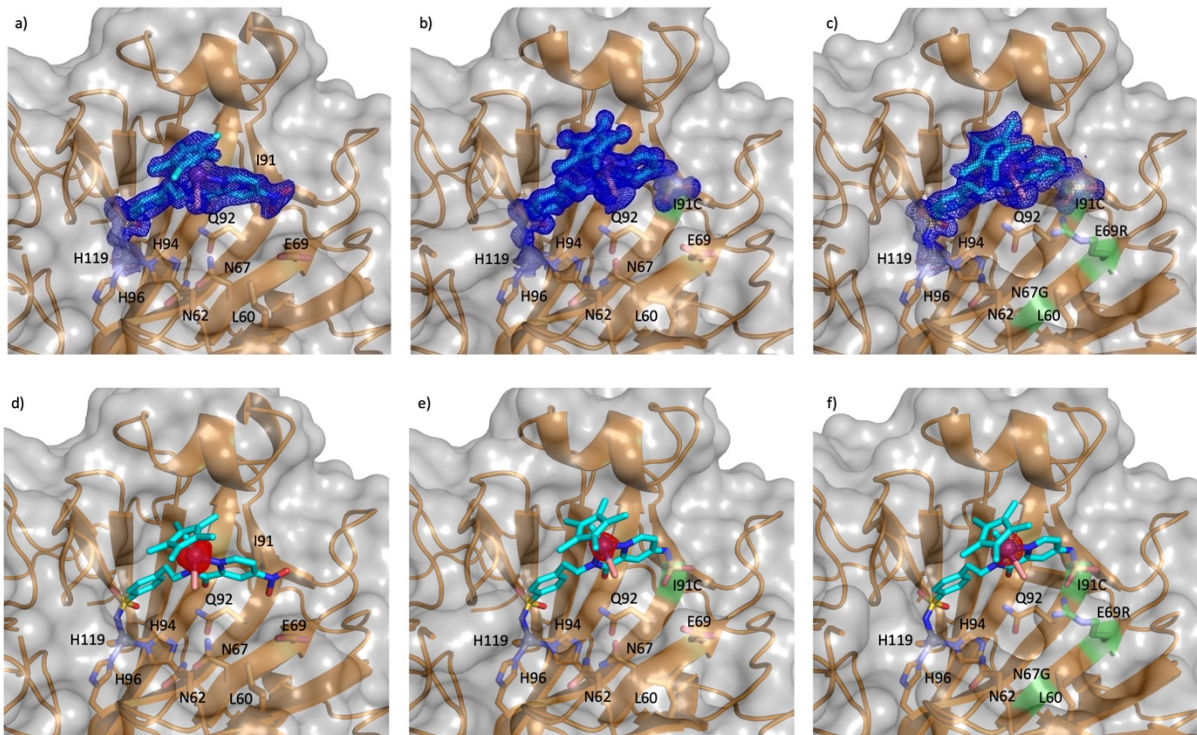 a)
I91
Q92
H94
E69
H119
N67
H96
N62
L60
b)
Q92
I91C
H94
E69
H119
N67
H96
N62
L60
c)
Q92
I91C
H94
E69R
H119
N67G
H96
N62
L60
d)
I91
Q92
H94
E69
H119
N67
H96
N62
L60
e)
I91C
Q92
H94
E69
H119
N67
H96
N62
L60
f)
I91C
Q92
E69R
H94
H119
N67G
H96
N62
L60